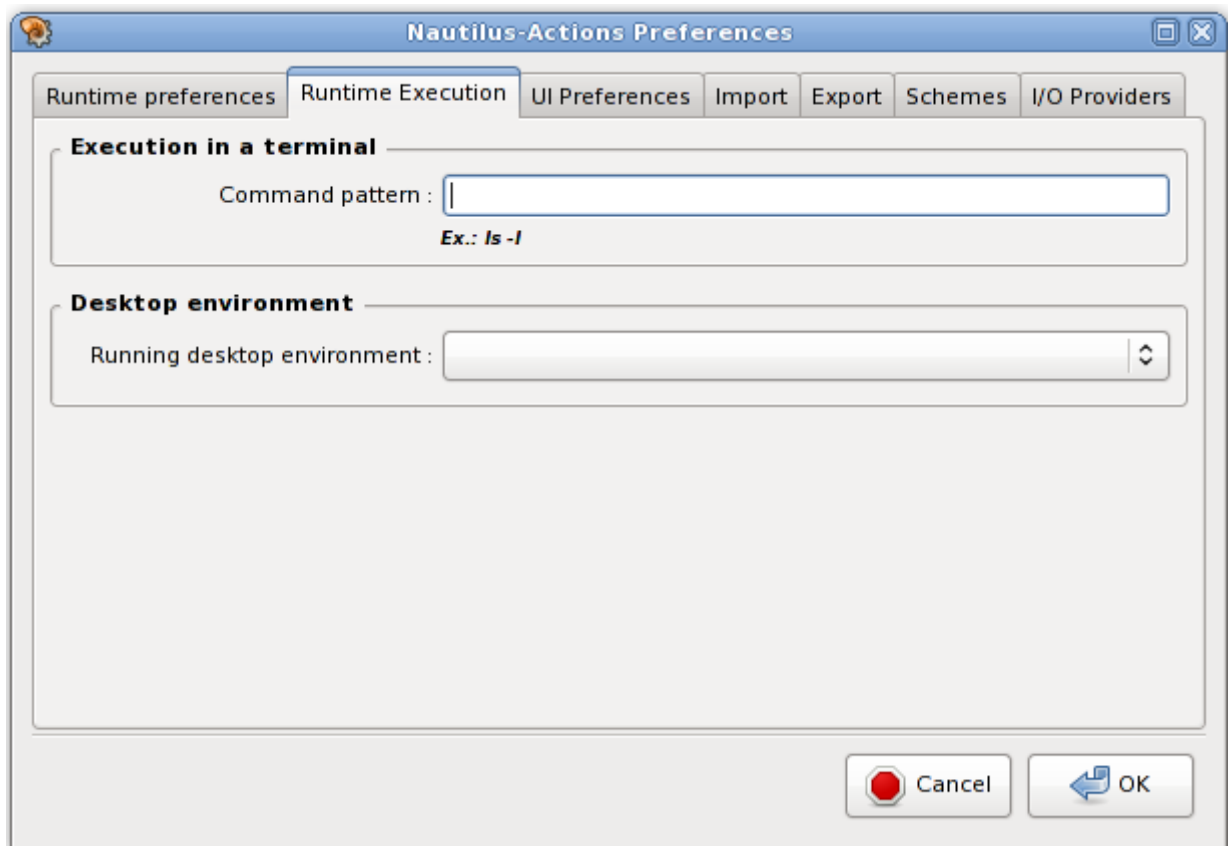 Nautilus-Actions Preferences
Runtime preferences Runtime Execution UI Preferences Import Export Schemes I/O Providers
Execution in a terminal
Command pattern :
Ex.: ls -l
Desktop environment
Running desktop environment :
Cancel OK